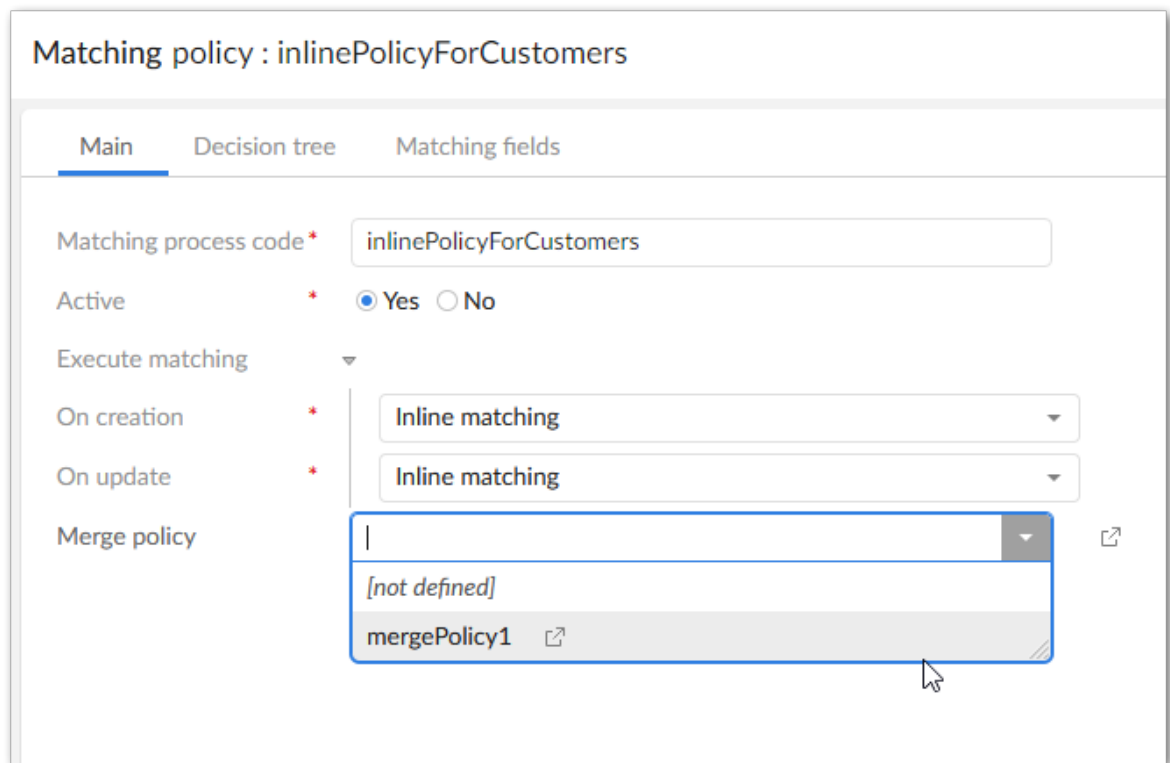 Matching policy : inlinePolicyForCustomers
Main Decision tree Matching fields
Matching process code * inlinePolicyForCustomers
Active * Yes No
Execute matching
On creation * Inline matching
On update * Inline matching
Merge policy
[not defined]
mergePolicy1